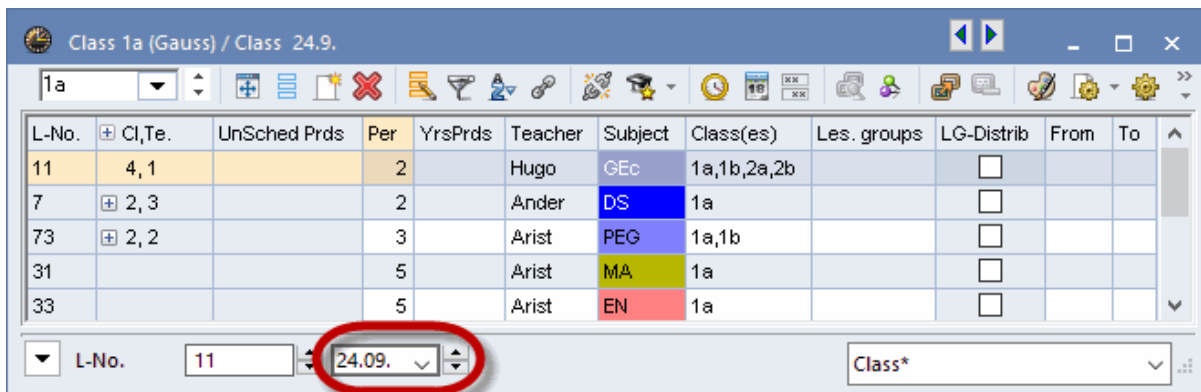 Class 1a (Gauss) / Class  24.9.
1a
L-No. Cl,Te. UnSched Prds Per YrsPrds Teacher Subject Class(es) Les. groups LG-Distrib From To
11 4, 1 2 Hugo GEc 1a,1b,2a,2b
7 2, 3 2 Ander DS 1a
73 2, 2 3 Arist PEG 1a,1b
31 5 Arist MA 1a
33 5 Arist EN 1a
L-No. 11 24.09. Class*